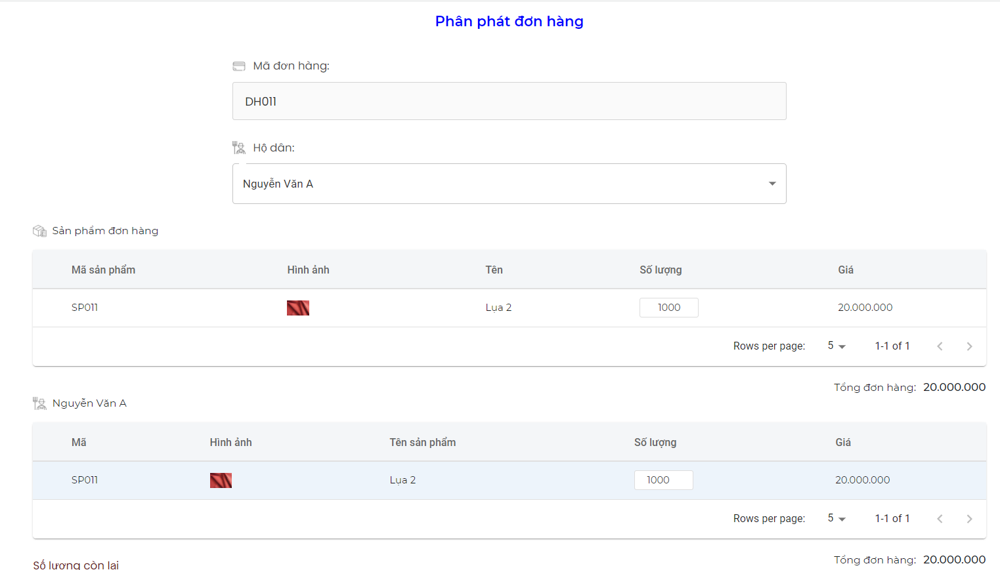 Phân phát đơn hàng
Mã đơn hàng:
DH011
Hộ dân:
Nguyễn Văn A
Sản phẩm đơn hàng
Mã sản phẩm Hình ảnh Tên Số lượng Giá
SP011 Lụa 2 1000 20.000.000
Rows per page: 5 1-1 of 1
Tổng đơn hàng: 20.000.000
Nguyễn Văn A
Mã Hình ảnh Tên sản phẩm Số lượng Giá
SP011 Lụa 2 1000 20.000.000
Rows per page: 5 1-1 of 1
Tổng đơn hàng: 20.000.000
Số lượng còn lại